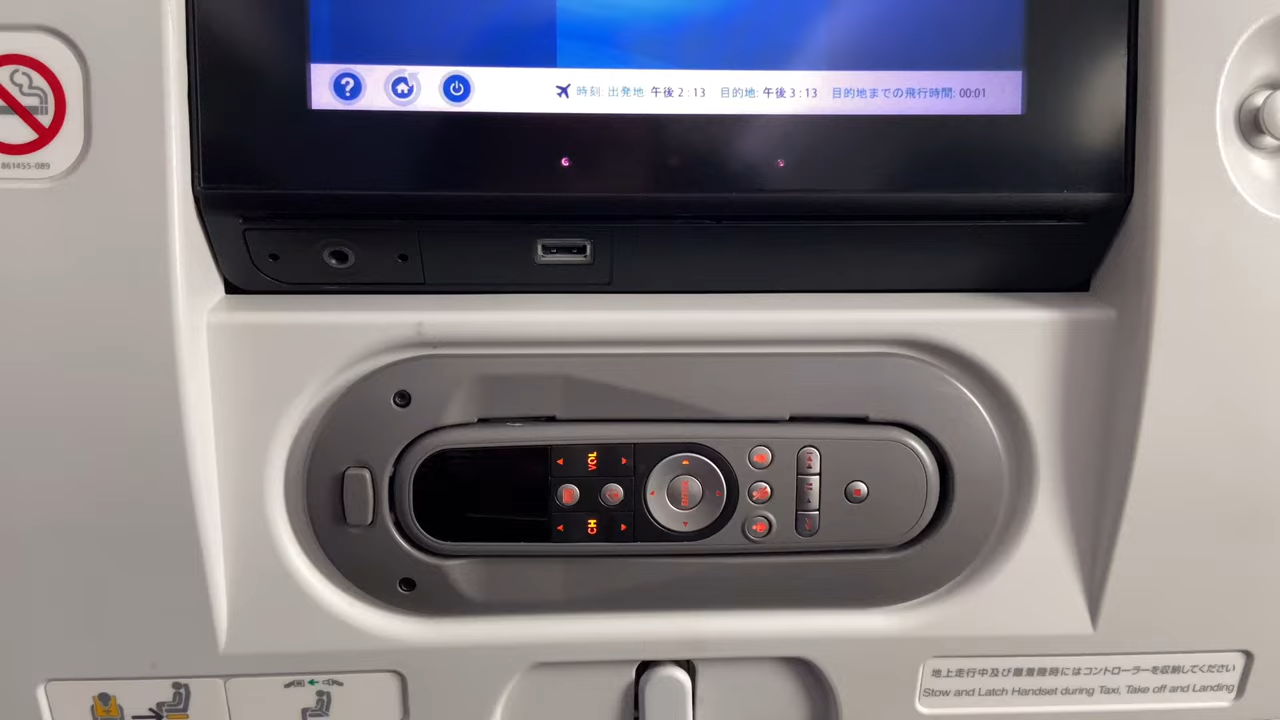 ?
時刻: 出発地 午後 2 : 13 目的地: 午後 3 : 13 目的地までの飛行時間: 00:01
861455-089
VOL
CH
地上走行中及び離着陸時にはコントローラーを収納してください
Stow and Latch Handset during Taxi, Take off and Landing